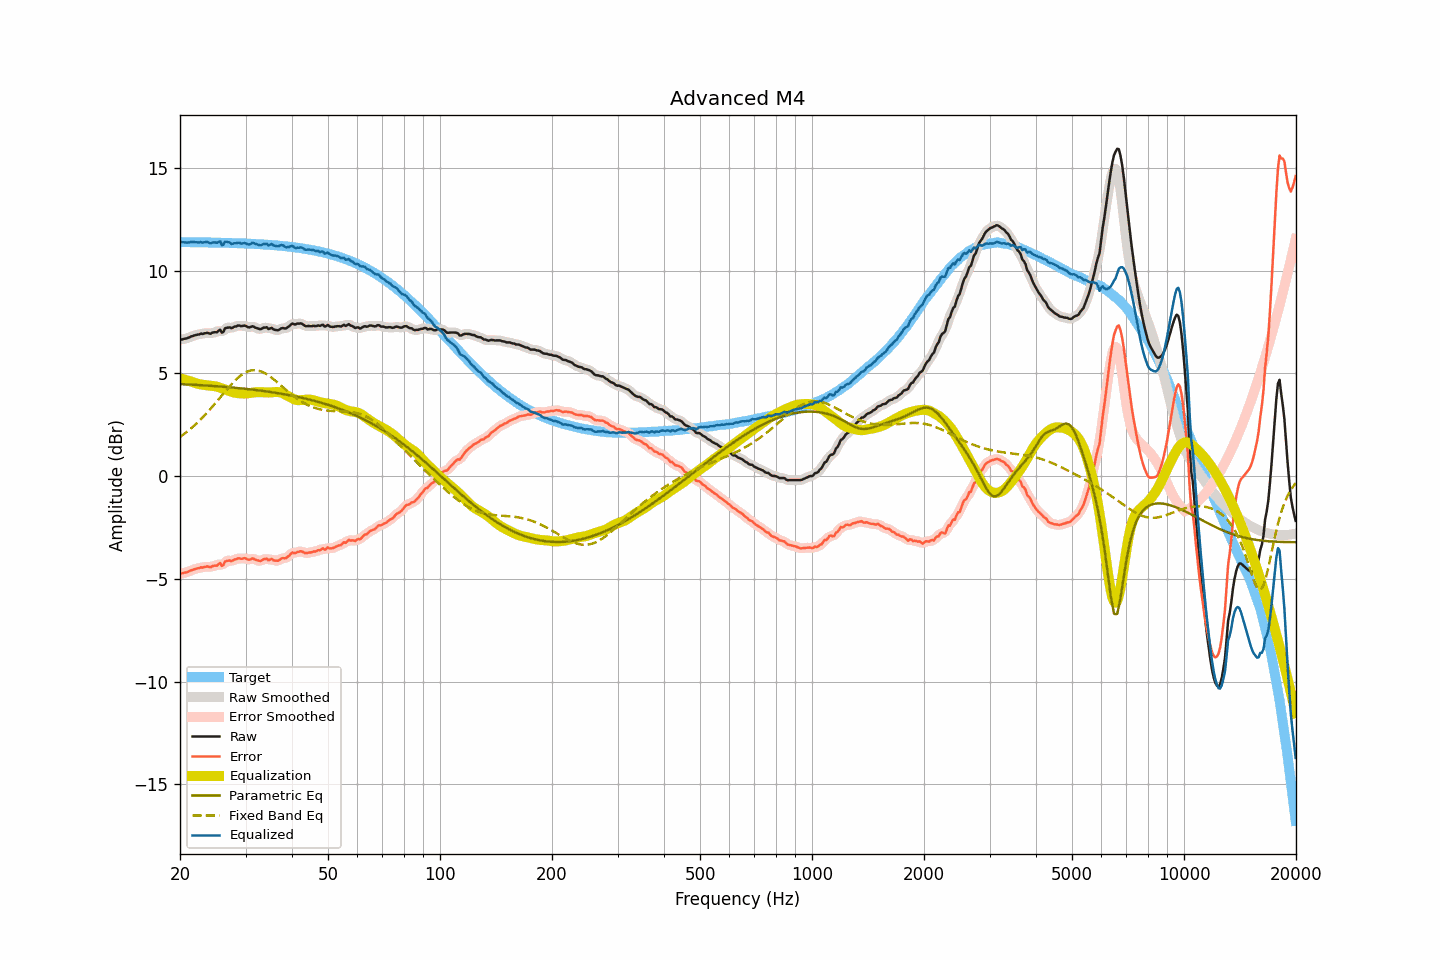 Advanced M4
Amplitude (dBr)
15
10
5
0
−5
−10
−15
Target
Raw Smoothed
Error Smoothed
Raw
Error
Equalization
Parametric Eq
Fixed Band Eq
Equalized
20 50 100 200 500 1000 2000 5000 10000 20000
Frequency (Hz)